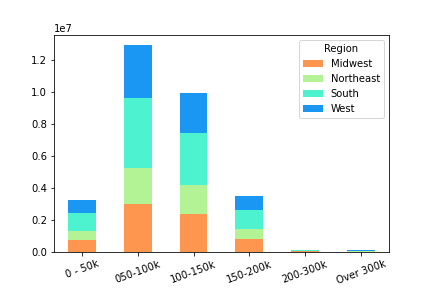 1e7
Region
Midwest
Northeast
South
West
1.2
1.0
0.8
0.6
0.4
0.2
0.0
0 - 50k
050-100k
100-150k
150-200k
200-300k
Over 300k